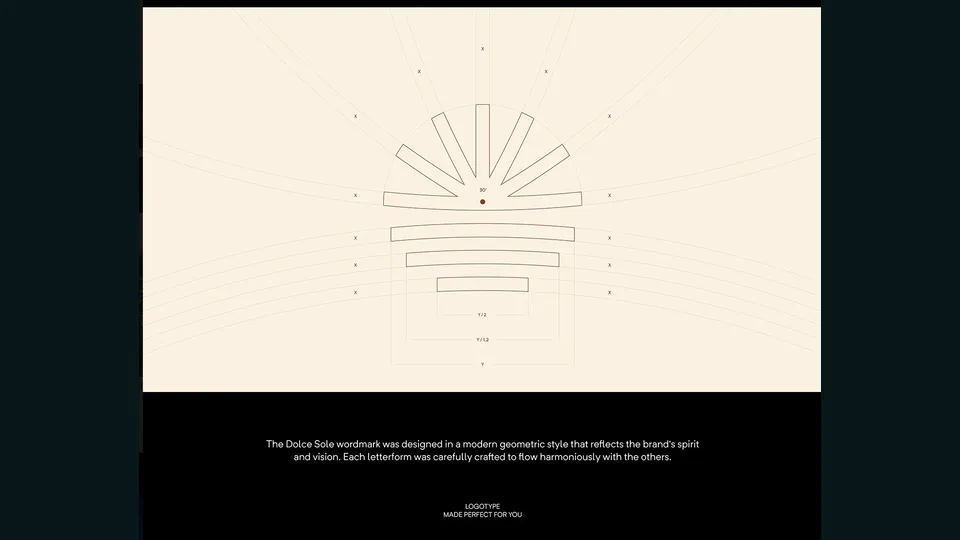 X
X X
X X
90°
X X
X X
X X
X X
Y / 2
Y / 1,2
Y
The Dolce Sole wordmark was designed in a modern geometric style that reflects the brand's spirit
and vision. Each letterform was carefully crafted to flow harmoniously with the others.
LOGOTYPE
MADE PERFECT FOR YOU